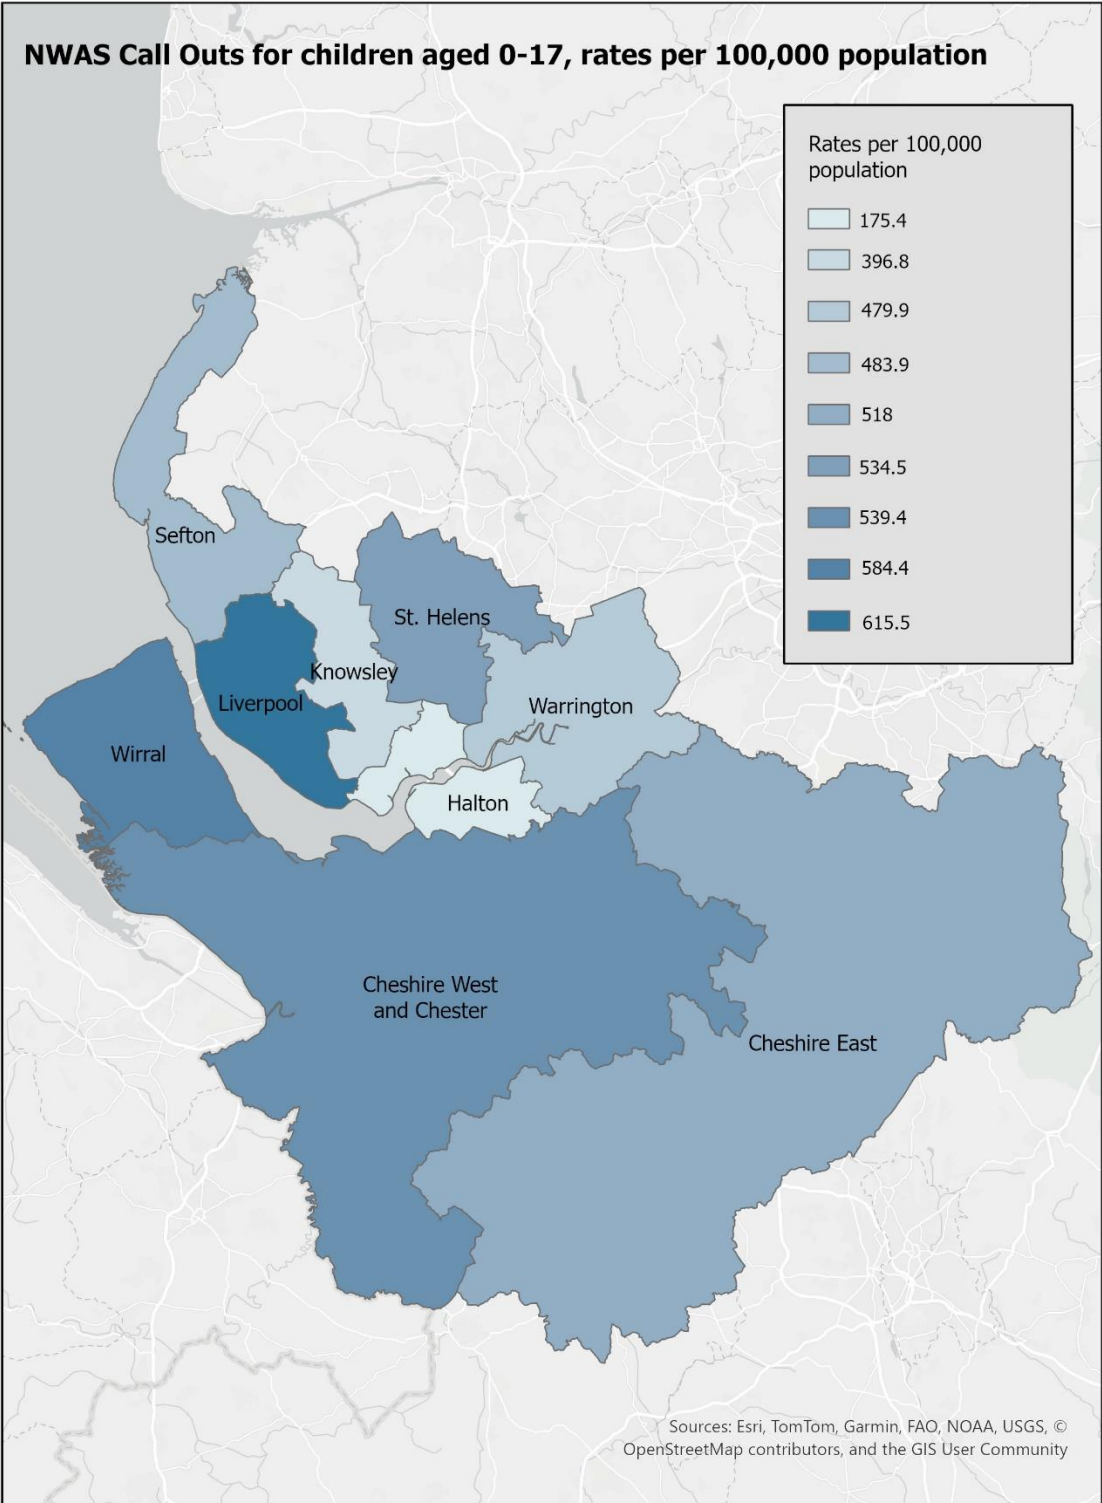 NWAS Call Outs for children aged 0-17, rates per 100,000 population
Rates per 100,000
population
175.4
396.8
479.9
483.9
518
534.5
539.4
584.4
615.5
Sefton
St. Helens
Knowsley
Liverpool
Warrington
Wirral
Halton
Cheshire West
and Chester
Cheshire East
Sources: Esri, TomTom, Garmin, FAO, NOAA, USGS, ©
OpenStreetMap contributors, and the GIS User Community